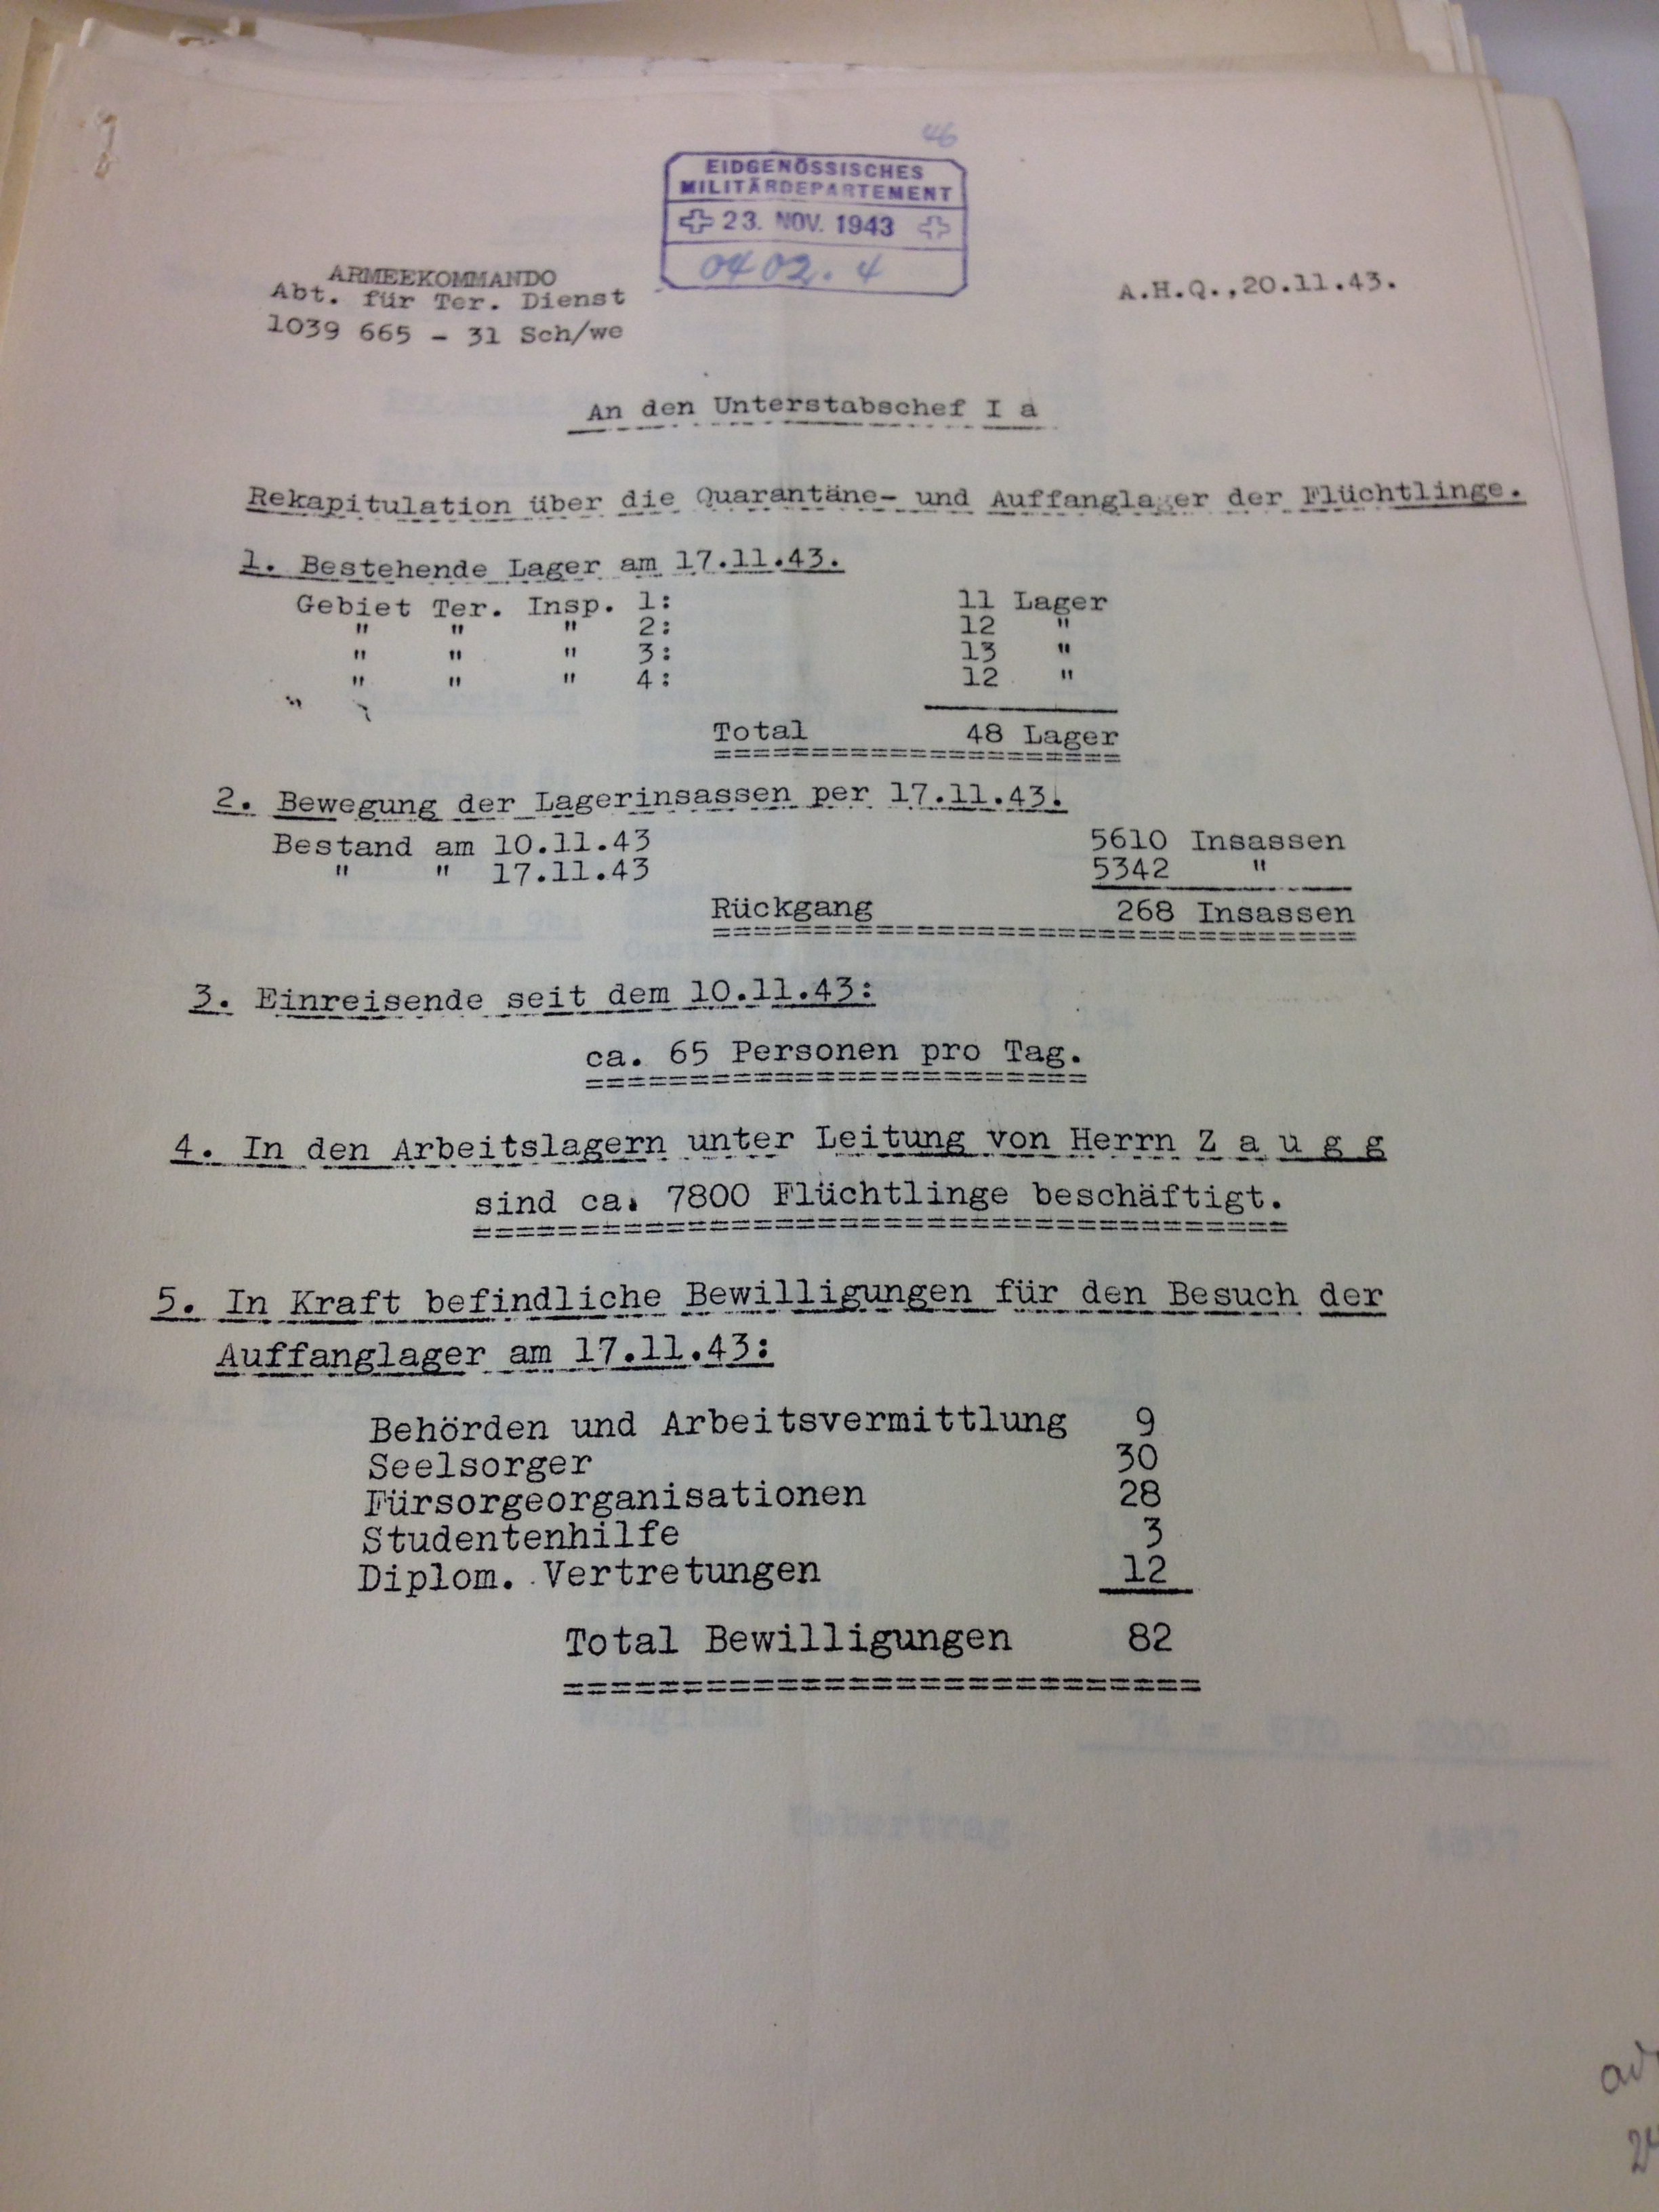 46
EIDGENÖSSISCHES
MILITÄRDEPARTEMENT
23. NOV. 1943
0402.4
ARMEEKOMMANDO
Abt. für Ter. Dienst
1039 665 - 31 Sch/we
A.H.Q.,20.11.43.
An den Unterstabschef I a
Rekapitulation über die Quarantäne- und Auffanglager der Flüchtlinge.
1. Bestehende Lager am 17.11.43.
Gebiet Ter. Insp. 1: 11 Lager
" " " 2: 12 "
" " " 3: 13 "
" " " 4: 12 "
Total 48 Lager
2. Bewegung der Lagerinsassen per 17.11.43.
Bestand am 10.11.43 5610 Insassen
" " 17.11.43 5342 "
Rückgang 268 Insassen
3. Einreisende seit dem 10.11.43:
ca. 65 Personen pro Tag.
4. In den Arbeitslagern unter Leitung von Herrn Z a u g g
sind ca. 7800 Flüchtlinge beschäftigt.
5. In Kraft befindliche Bewilligungen für den Besuch der
Auffanglager am 17.11.43:
Behörden und Arbeitsvermittlung 9
Seelsorger 30
Fürsorgeorganisationen 28
Studentenhilfe 3
Diplom. Vertretungen 12
Total Bewilligungen 82